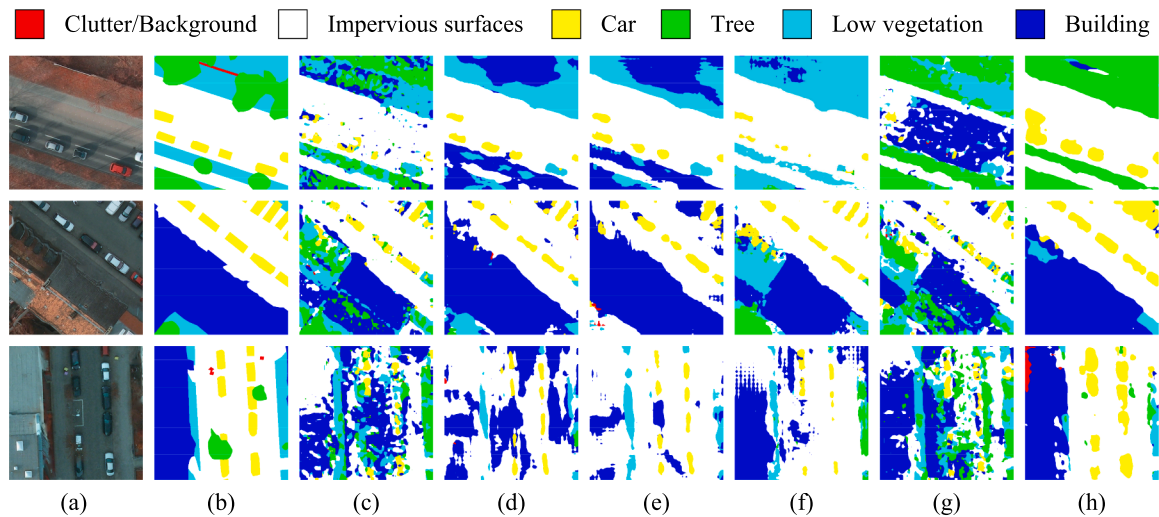 Clutter/Background Impervious surfaces Car Tree Low vegetation Building
(a) (b) (c) (d) (e) (f) (g) (h)